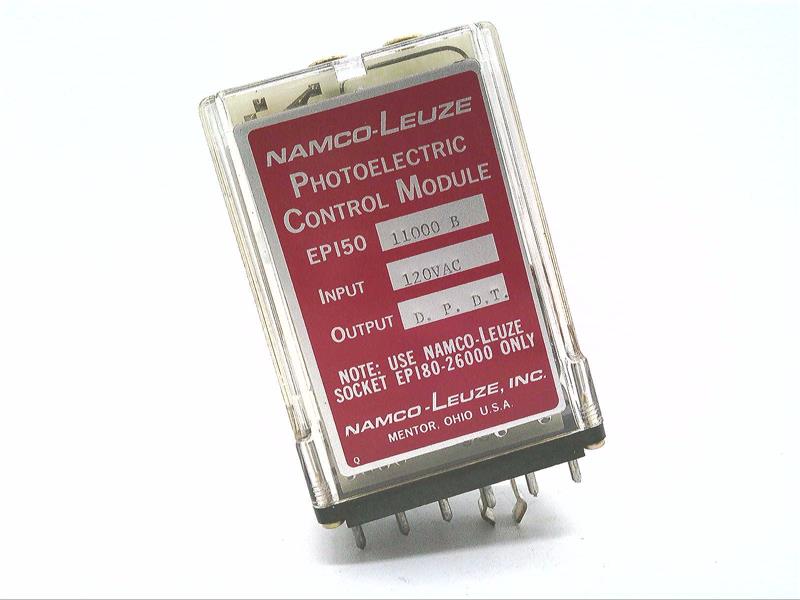 NAMCO-LEUZE
PHOTOELECTRIC
CONTROL MODULE
EP150 11000 B
INPUT 120VAC
OUTPUT D. P. D.T.
NOTE: USE NAMCO-LEUZE
SOCKET EP180-26000 ONLY
NAMCO-LEUZE, INC.
MENTOR, OHIO U.S.A.
Q